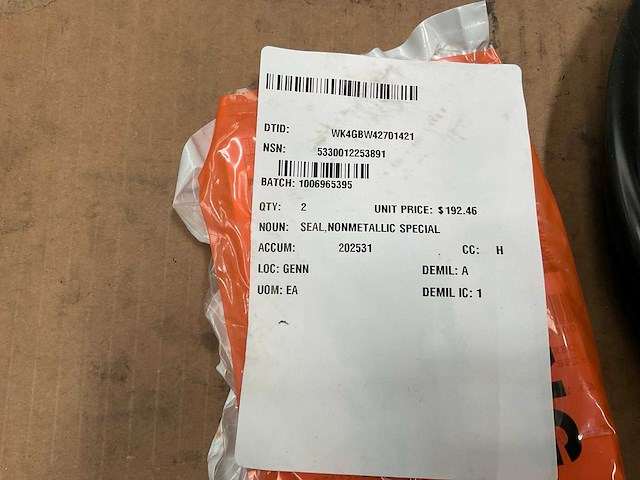 DTID: WK4GBW42701421
NSN: 5330012253891
BATCH: 1006965395
QTY: 2 UNIT PRICE: $192.46
NOUN: SEAL,NONMETALLIC SPECIAL
ACCUM: 202531 CC: H
LOC: GENN DEMIL: A
UOM: EA DEMIL IC: 1